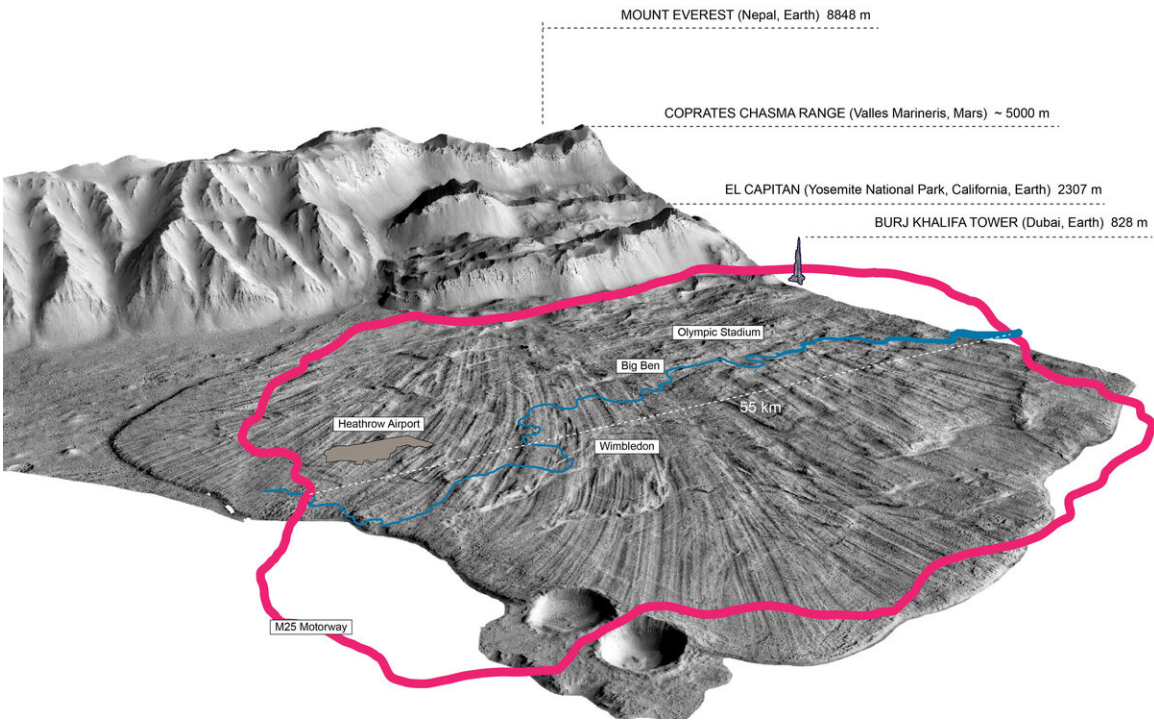 MOUNT EVEREST (Nepal, Earth) 8848 m
COPRATES CHASMA RANGE (Valles Marineris, Mars) ~ 5000 m
EL CAPITAN (Yosemite National Park, California, Earth) 2307 m
BURJ KHALIFA TOWER (Dubai, Earth) 828 m
Olympic Stadium
Big Ben
55 km
Heathrow Airport
Wimbledon
M25 Motorway